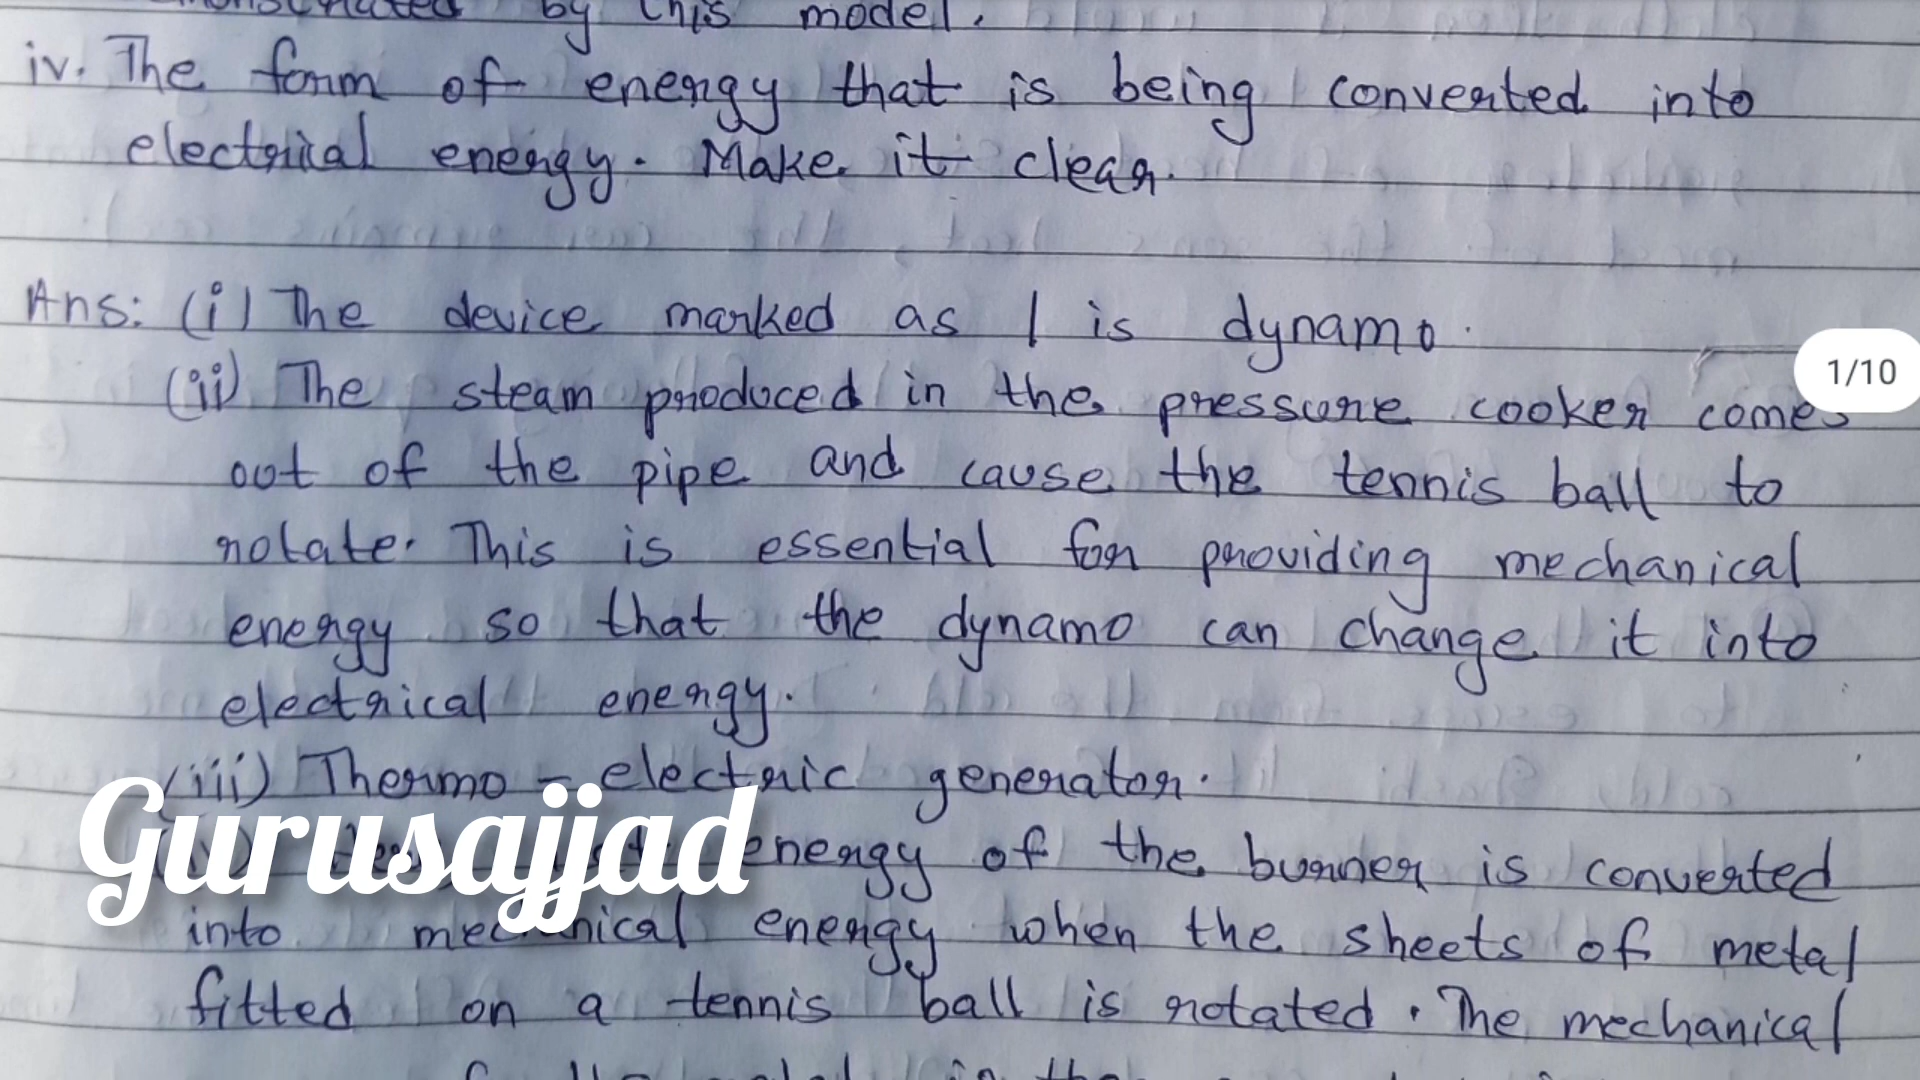 by this model.
iv. The form of energy that is being converted into
electrical energy. Make it clear.
Ans: (i) The device marked as 1 is dynamo.
(ii) The steam produced in the pressure cooker comes
1/10
out of the pipe and cause the tennis ball to
rotate. This is essential for providing mechanical
energy so that the dynamo can change it into
electrical energy.
(iii) Thermo-electric generator.
Gurusajjad
(iv) energy of the burner is converted
into mechanical energy when the sheets of metal
fitted on a tennis ball is rotated. The mechanical